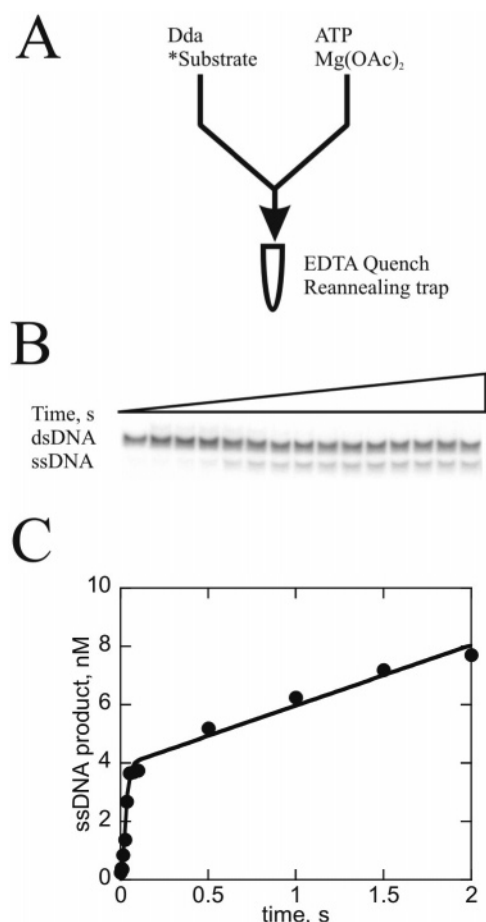 A
Dda
*Substrate
ATP
Mg(OAc)₂
EDTA Quench
Reannealing trap
B
Time, s
dsDNA
ssDNA
C
10
8
6
4
2
0
ssDNA product, nM
0
0.5
1
1.5
2
time, s